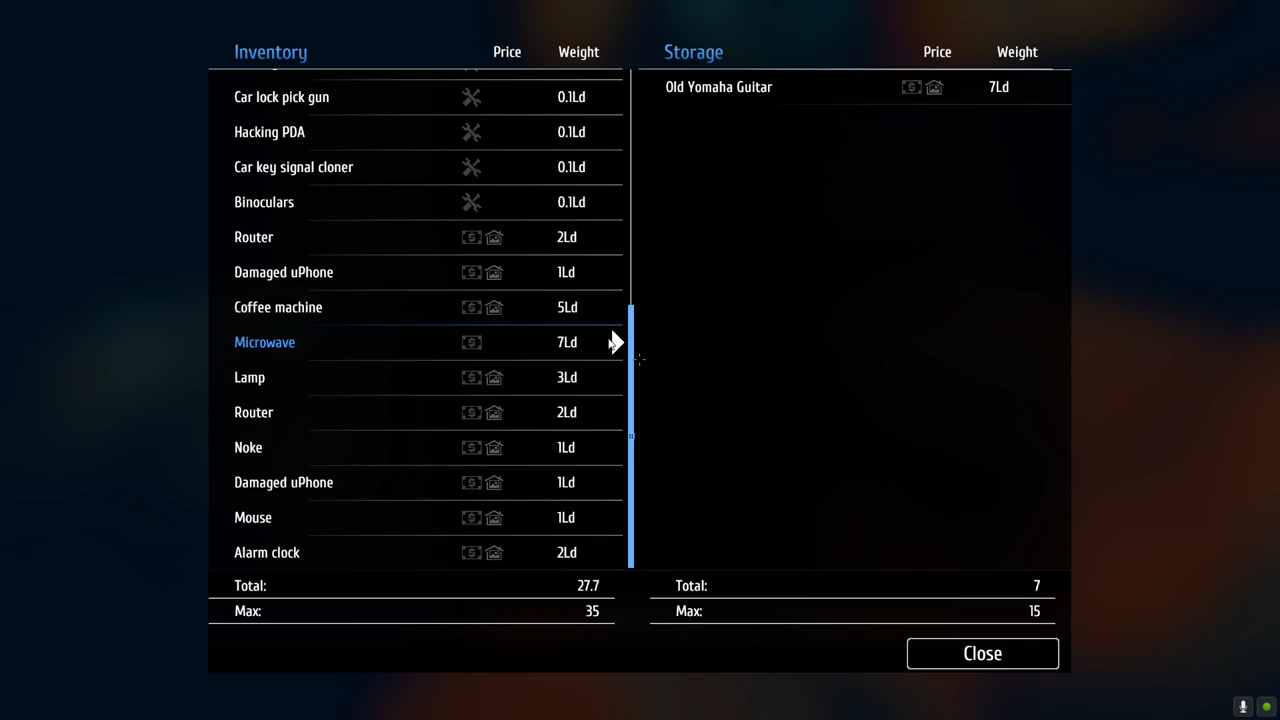 Inventory Price Weight
Car lock pick gun 0.1Ld
Hacking PDA 0.1Ld
Car key signal cloner 0.1Ld
Binoculars 0.1Ld
Router 2Ld
Damaged uPhone 1Ld
Coffee machine 5Ld
Microwave 7Ld
Lamp 3Ld
Router 2Ld
Noke 1Ld
Damaged uPhone 1Ld
Mouse 1Ld
Alarm clock 2Ld
Total: 27.7
Max: 35
Storage Price Weight
Old Yomaha Guitar 7Ld
Total: 7
Max: 15
Close